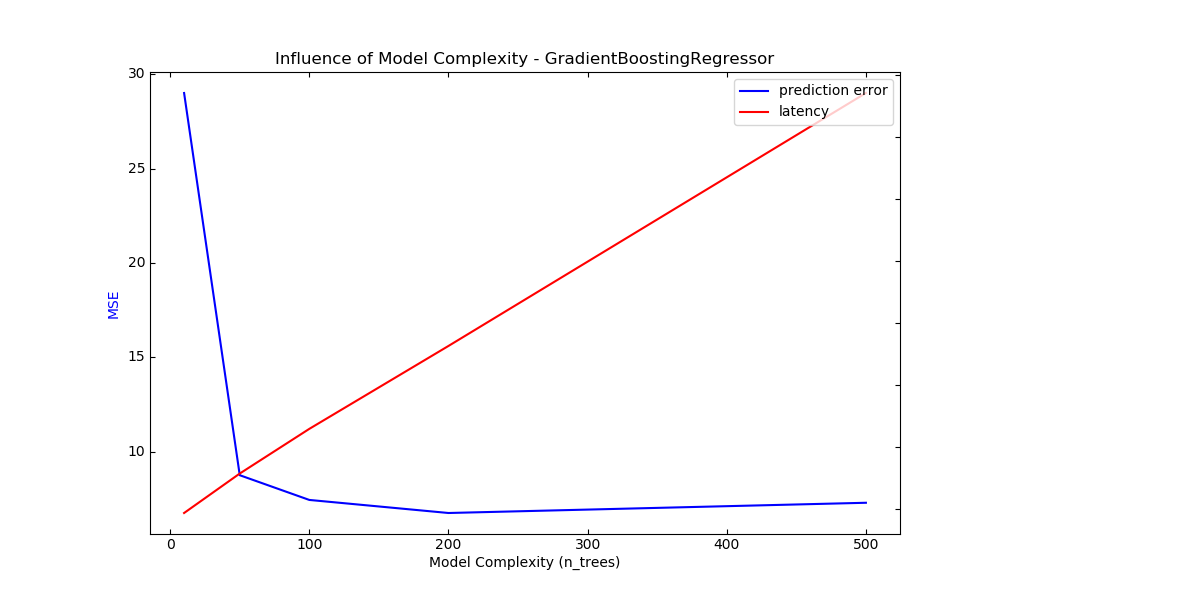 Influence of Model Complexity - GradientBoostingRegressor
prediction error
latency
30
25
20
15
10
MSE
0
100
200
300
400
500
Model Complexity (n_trees)